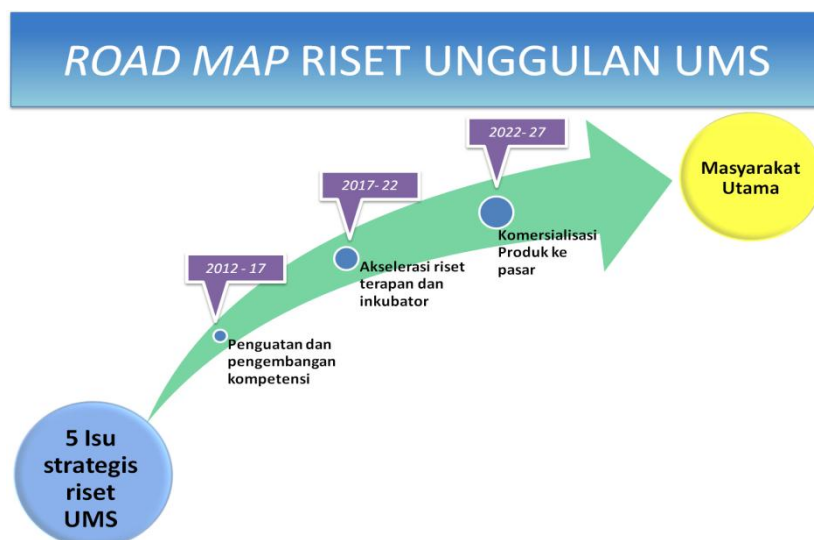 ROAD MAP RISET UNGGULAN UMS
2022- 27
Masyarakat
Utama
2017- 22
Komersialisasi
Produk ke
pasar
2012 - 17
Akselerasi riset
terapan dan
inkubator
Penguatan dan
pengembangan
kompetensi
5 Isu
strategis
riset
UMS